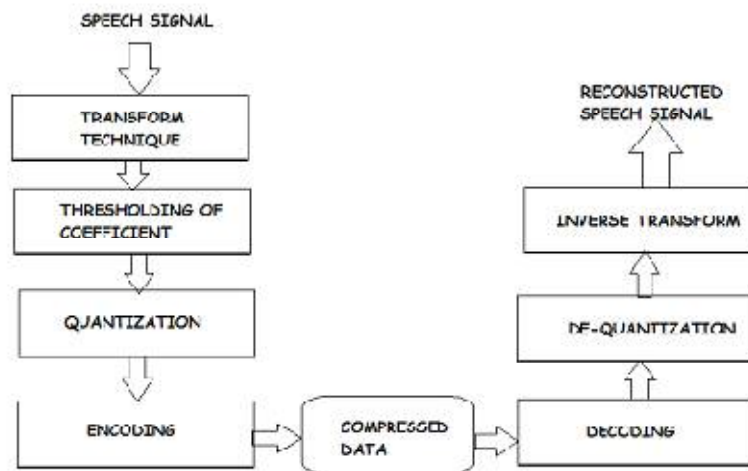 SPEECH SIGNAL
TRANSFORM
TECHNIQUE
THRESHOLDING OF
COEFFICIENT
QUANTIZATION
ENCODING
COMPRESSED
DATA
DECODING
DE-QUANTIZATION
INVERSE TRANSFORM
RECONSTRUCTED
SPEECH SIGNAL